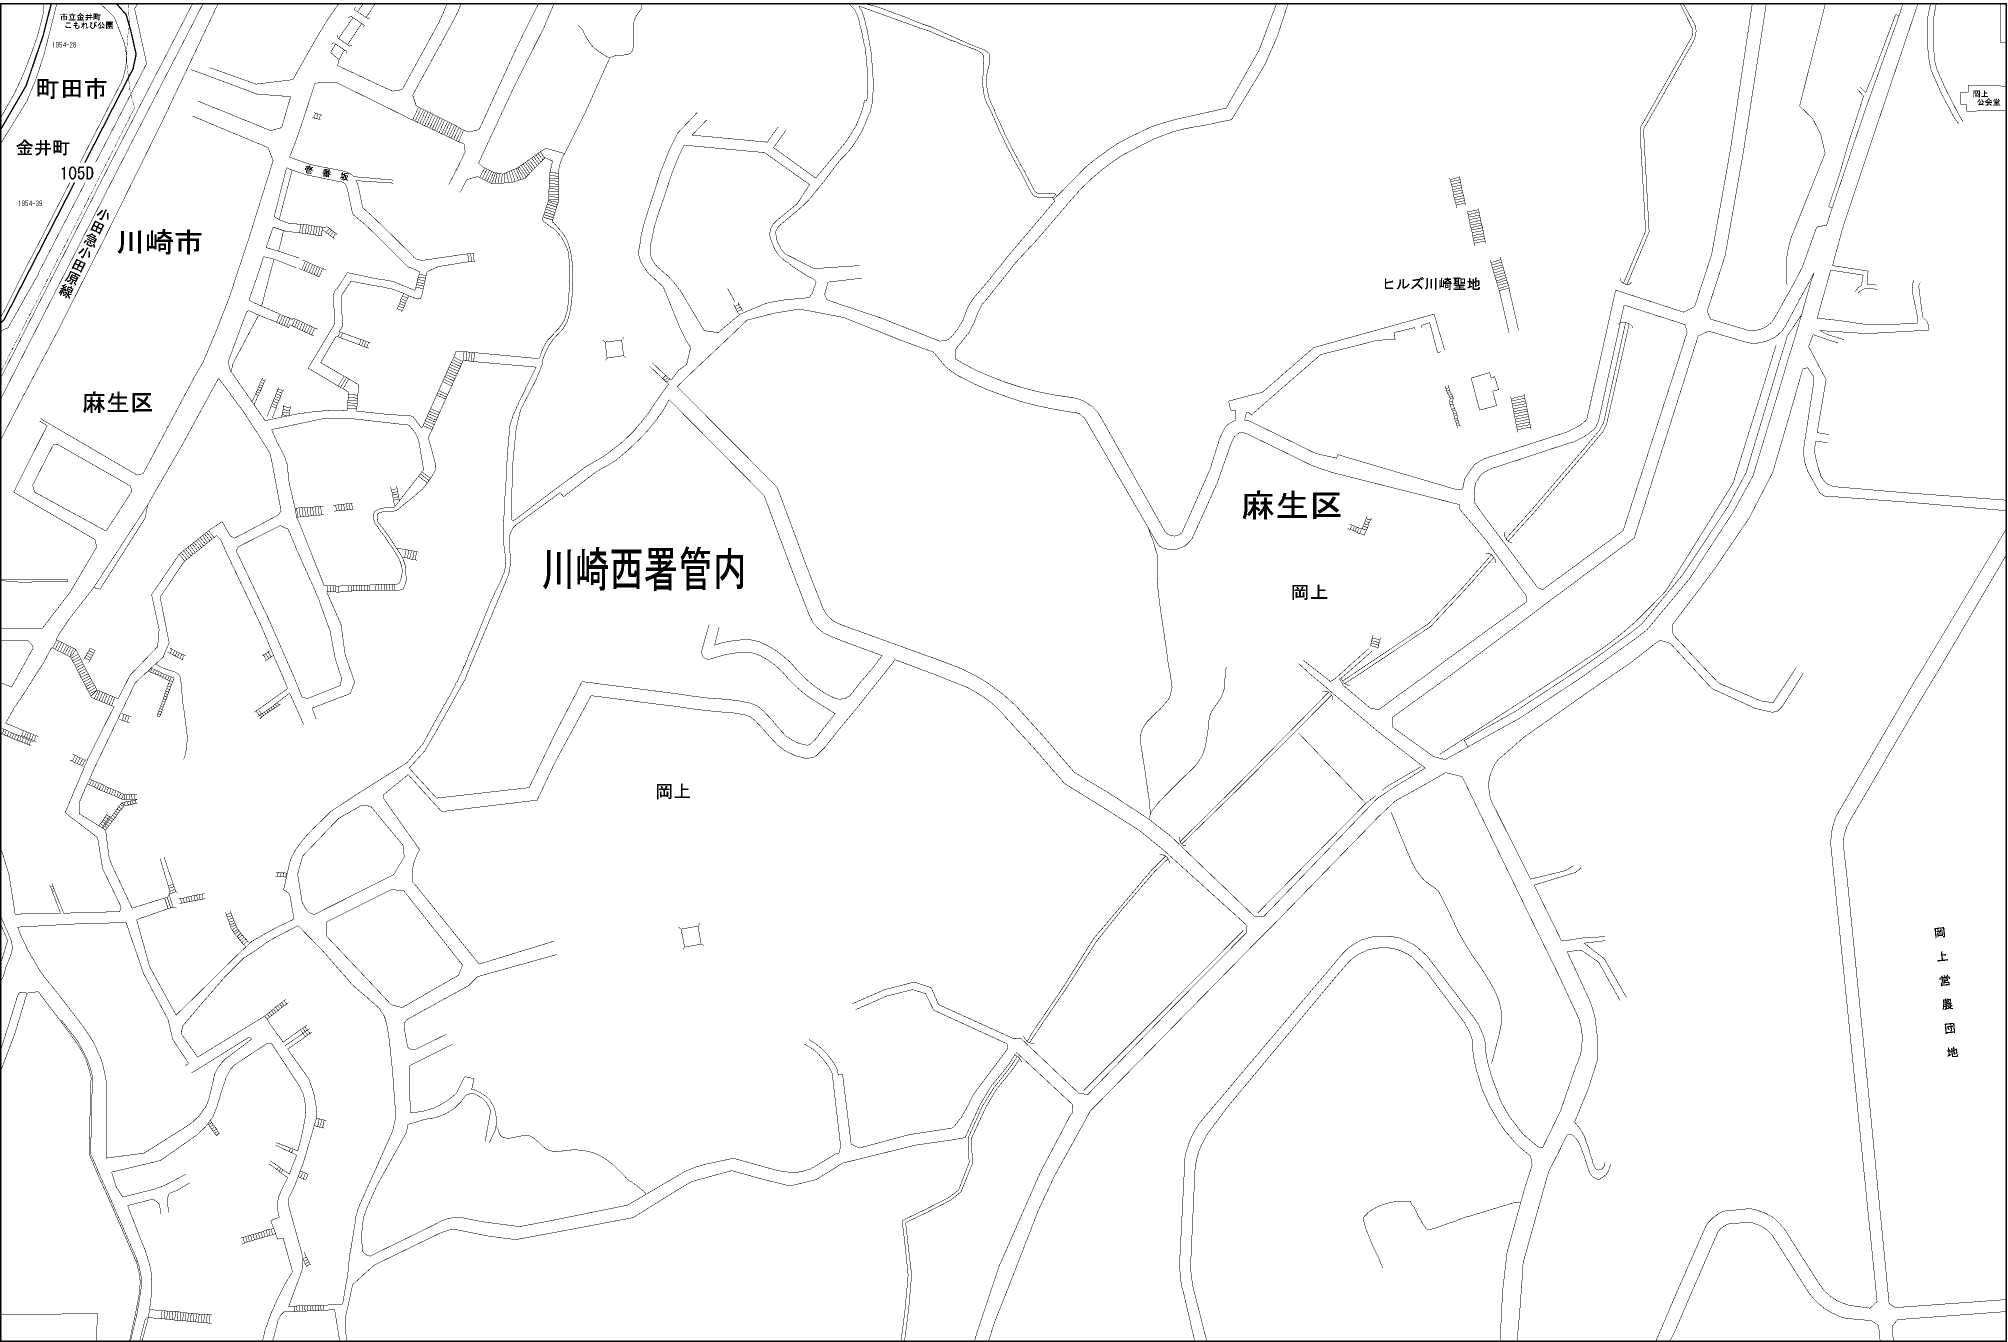 市立金井町
こもれび公園
1954-28
町田市
金井町
105D
1954-39
小田急小田原線
川崎市
麻生区
壱番坂
岡上
公会堂
ヒルズ川崎聖地
麻生区
川崎西署管内
岡上
岡上
岡上営農団地